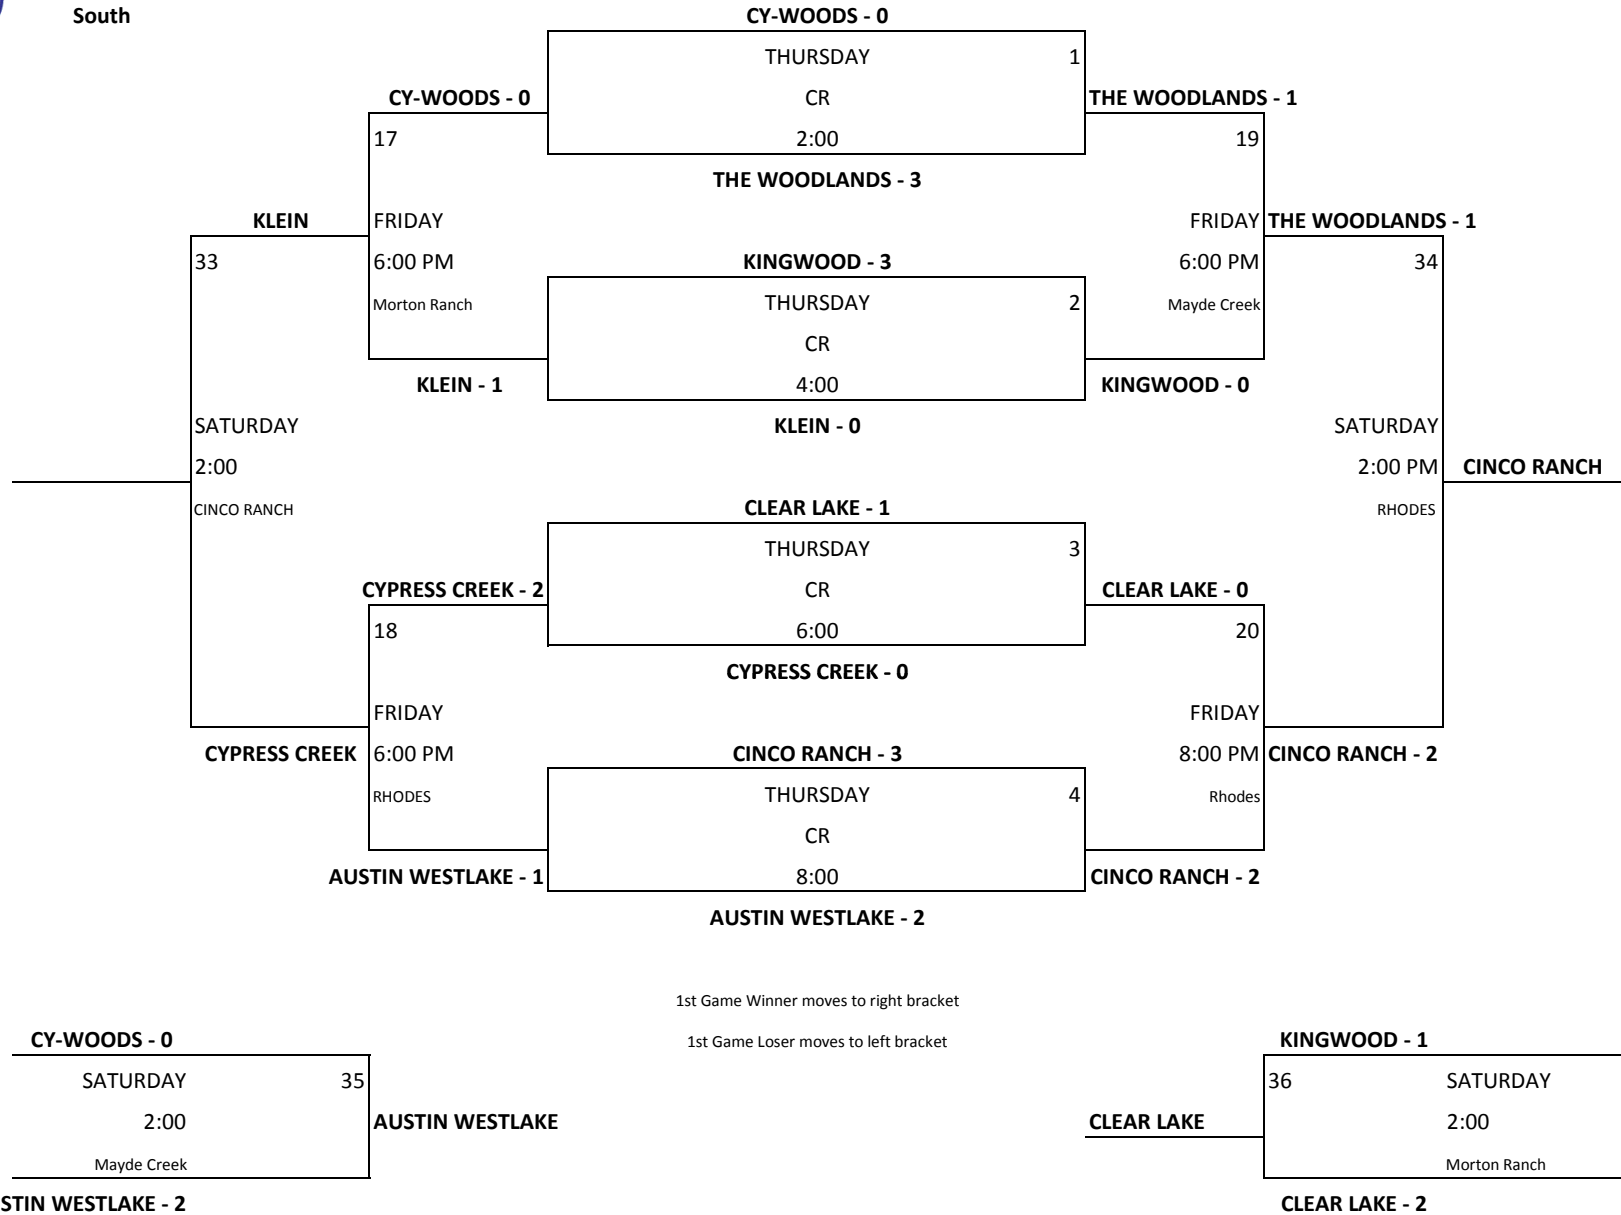 South
CY-WOODS - 0
THURSDAY 1
CY-WOODS - 0 CR THE WOODLANDS - 1
17 2:00 19
THE WOODLANDS - 3
KLEIN FRIDAY FRIDAY THE WOODLANDS - 1
33 6:00 PM KINGWOOD - 3 6:00 PM 34
Morton Ranch THURSDAY 2 Mayde Creek
CR
KLEIN - 1 4:00 KINGWOOD - 0
SATURDAY KLEIN - 0 SATURDAY
2:00 2:00 PM CINCO RANCH
CINCO RANCH CLEAR LAKE - 1 RHODES
THURSDAY 3
CYPRESS CREEK - 2 CR CLEAR LAKE - 0
18 6:00 20
CYPRESS CREEK - 0
FRIDAY FRIDAY
CYPRESS CREEK 6:00 PM CINCO RANCH - 3 8:00 PM CINCO RANCH - 2
RHODES THURSDAY 4 Rhodes
CR
AUSTIN WESTLAKE - 1 8:00 CINCO RANCH - 2
AUSTIN WESTLAKE - 2
1st Game Winner moves to right bracket
CY-WOODS - 0 1st Game Loser moves to left bracket KINGWOOD - 1
SATURDAY 35 36 SATURDAY
2:00 AUSTIN WESTLAKE CLEAR LAKE 2:00
Mayde Creek Morton Ranch
STIN WESTLAKE - 2 CLEAR LAKE - 2